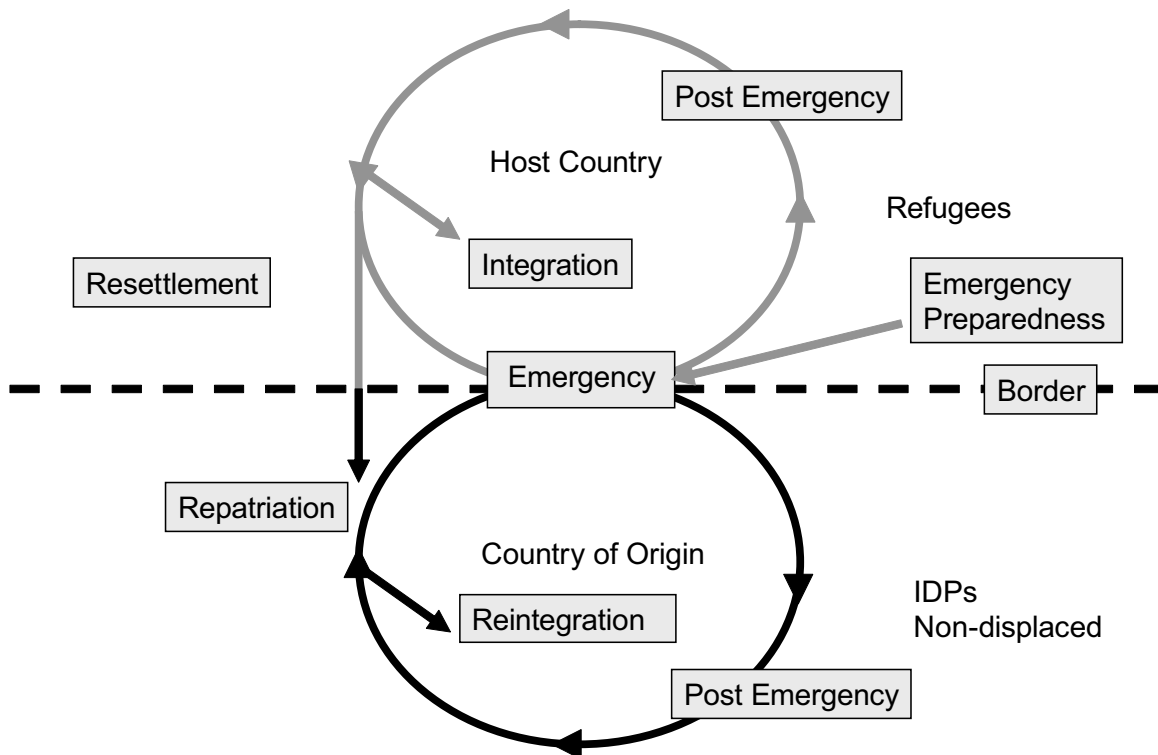 Post Emergency
Host Country
Refugees
Integration
Resettlement
Emergency
Preparedness
Emergency
Border
Repatriation
Country of Origin
IDPs
Reintegration
Non-displaced
Post Emergency